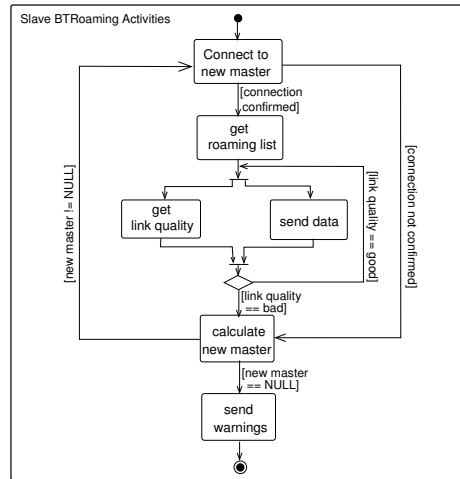 Slave BTRoaming Activities
Connect to
new master
[connection
confirmed]
get
roaming list
[new master != NULL]
[link quality == good]
[connection not confirmed]
get
link quality
send data
[link quality
== bad]
calculate
new master
[new master
== NULL]
send
warnings